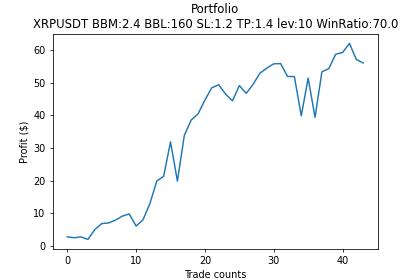 Portfolio
XRPUSDT BBM:2.4 BBL:160 SL:1.2 TP:1.4 lev:10 WinRatio:70.0
60
50
40
30
20
10
0
Profit ($)
0 10 20 30 40
Trade counts